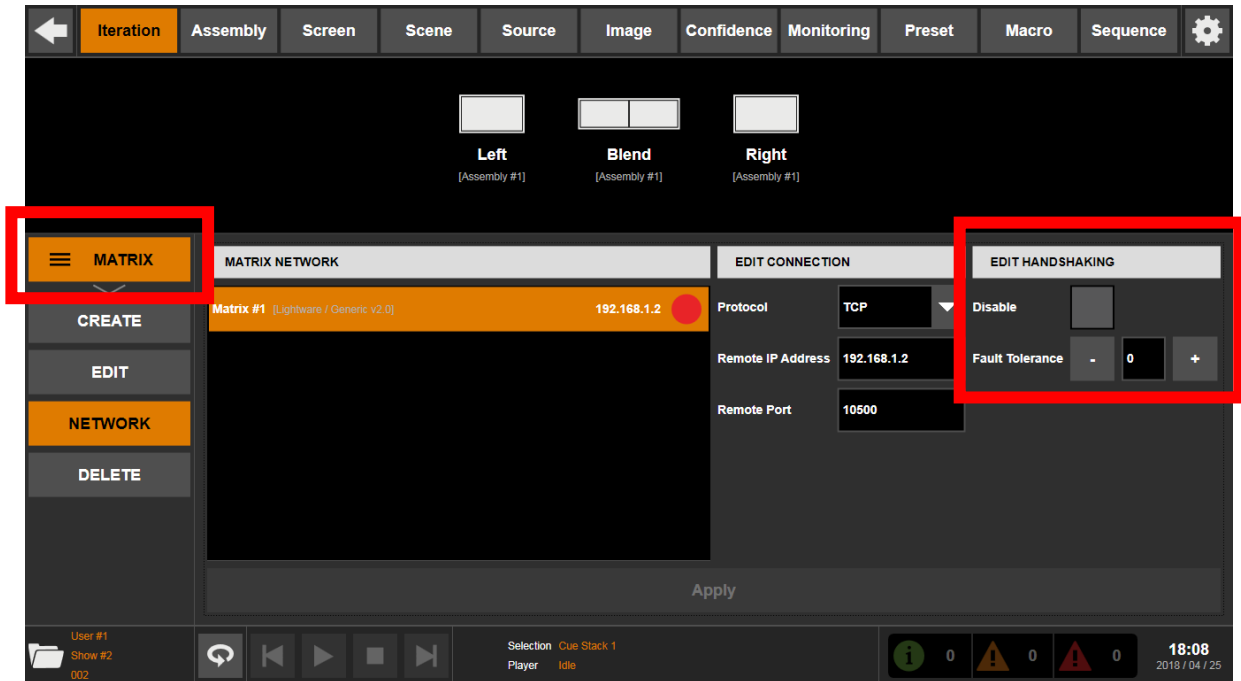 Iteration Assembly Screen Scene Source Image Confidence Monitoring Preset Macro Sequence
Left Blend Right
[Assembly #1] [Assembly #1] [Assembly #1]
MATRIX
CREATE
EDIT
NETWORK
DELETE
MATRIX NETWORK
Matrix #1 [Lightware / Generic v2.0] 192.168.1.2
EDIT CONNECTION
Protocol TCP
Remote IP Address 192.168.1.2
Remote Port 10500
EDIT HANDSHAKING
Disable
Fault Tolerance - 0 +
Apply
User #1
Show #2
002
Selection Cue Stack 1
Player Idle
i 0 ! 0 ! 0
18:08
2018 / 04 / 25